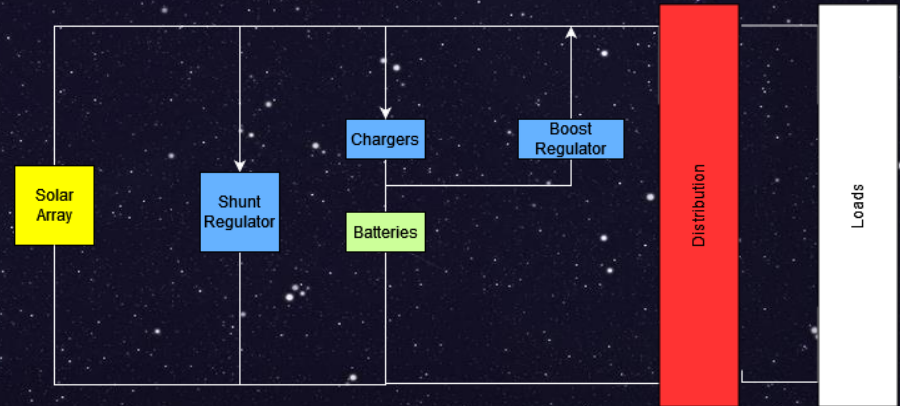 Solar
Array
Shunt
Regulator
Chargers
Batteries
Boost
Regulator
Distribution
Loads